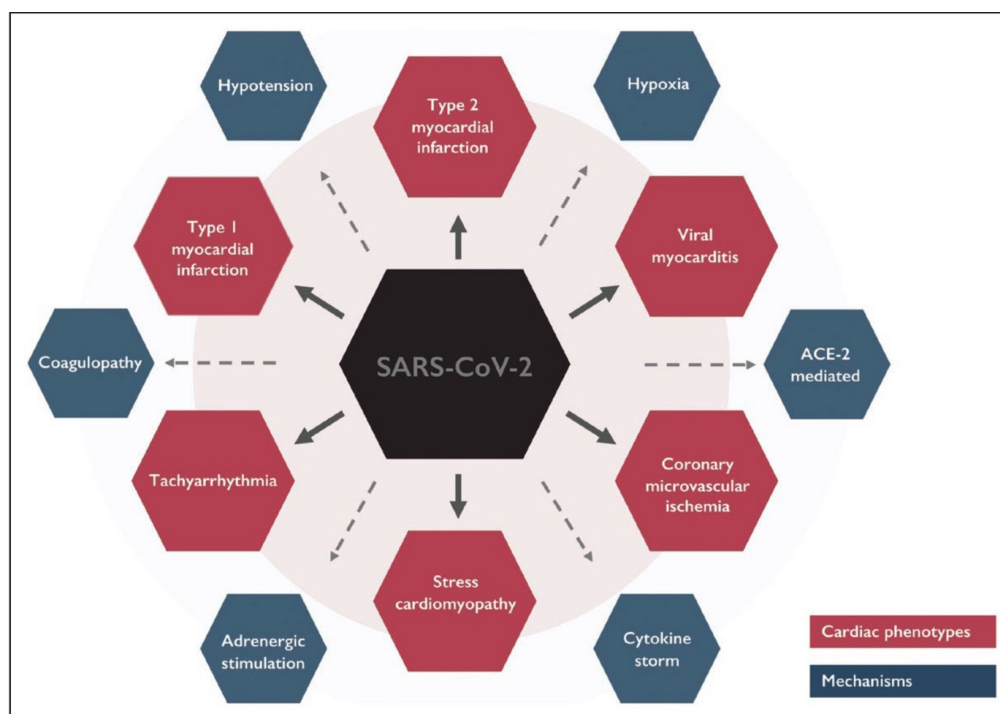 Hypotension
Hypoxia
Type 2
myocardial
infarction
Type 1
myocardial
infarction
Viral
myocarditis
Coagulopathy
SARS-CoV-2
ACE-2
mediated
Tachyarrhythmia
Coronary
microvascular
ischemia
Stress
cardiomyopathy
Adrenergic
stimulation
Cytokine
storm
Cardiac phenotypes
Mechanisms